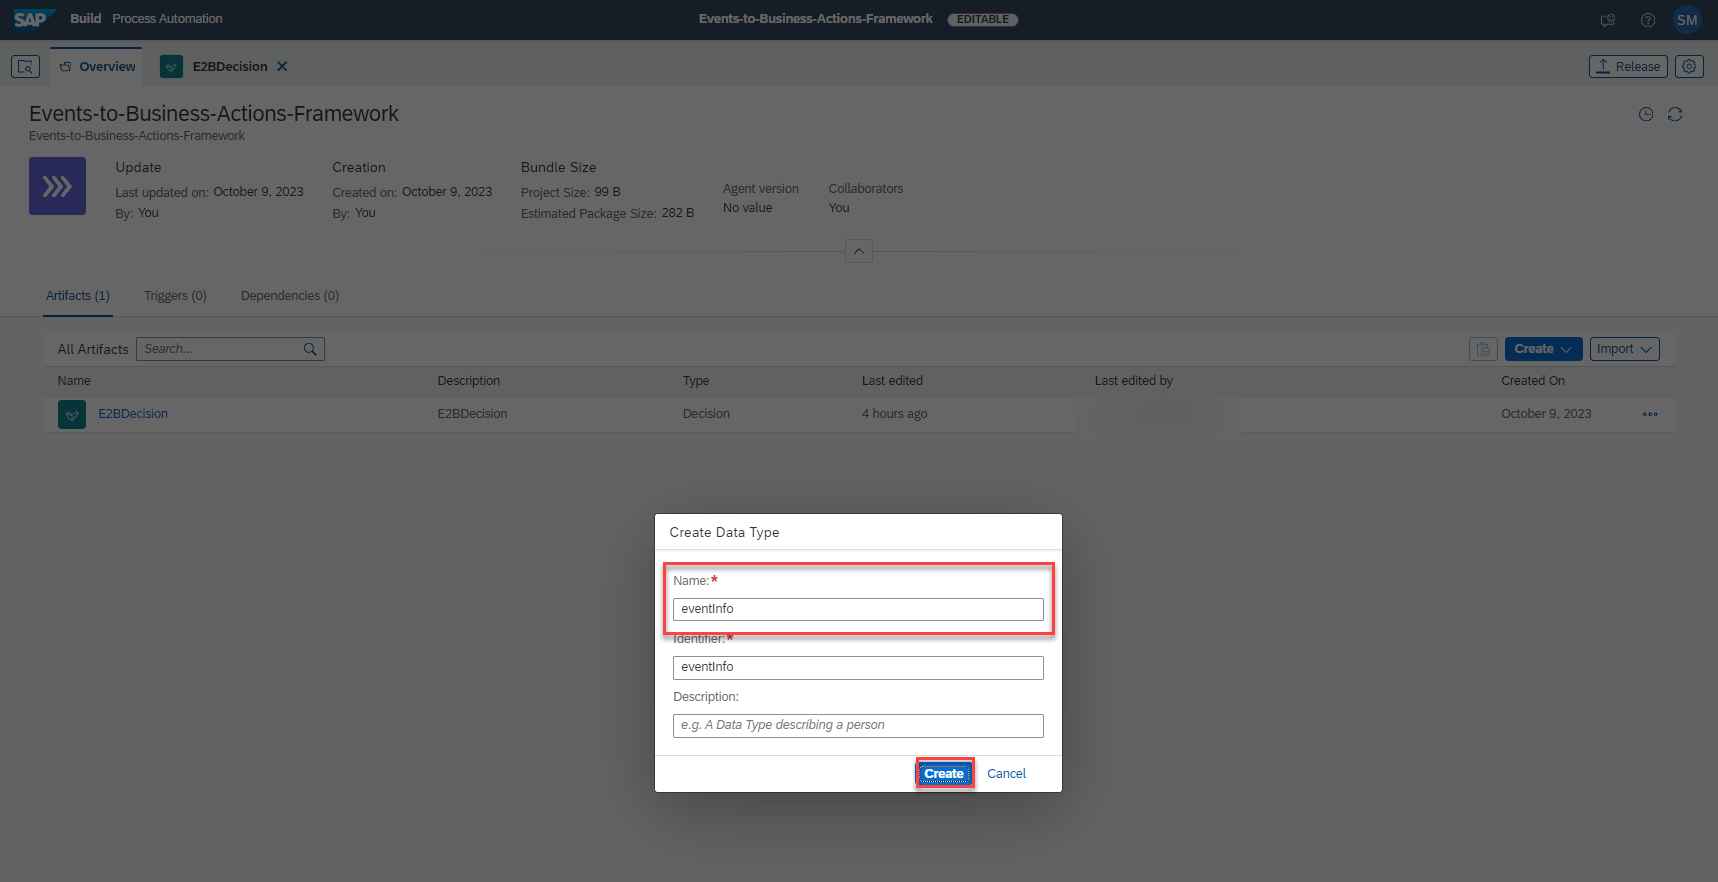 SAP Build Process Automation Events-to-Business-Actions-Framework EDITABLE SM
Overview E2BDecision Release
Events-to-Business-Actions-Framework
Events-to-Business-Actions-Framework
Update Creation Bundle Size
Last updated on: October 9, 2023 Created on: October 9, 2023 Project Size: 99 B Agent version Collaborators
By: You By: You Estimated Package Size: 282 B No value You
Artifacts (1) Triggers (0) Dependencies (0)
All Artifacts Search... Create Import
Name Description Type Last edited Last edited by Created On
E2BDecision E2BDecision Decision 4 hours ago October 9, 2023
Create Data Type
Name:*
eventInfo
Identifier:*
eventInfo
Description:
e.g. A Data Type describing a person
Create Cancel